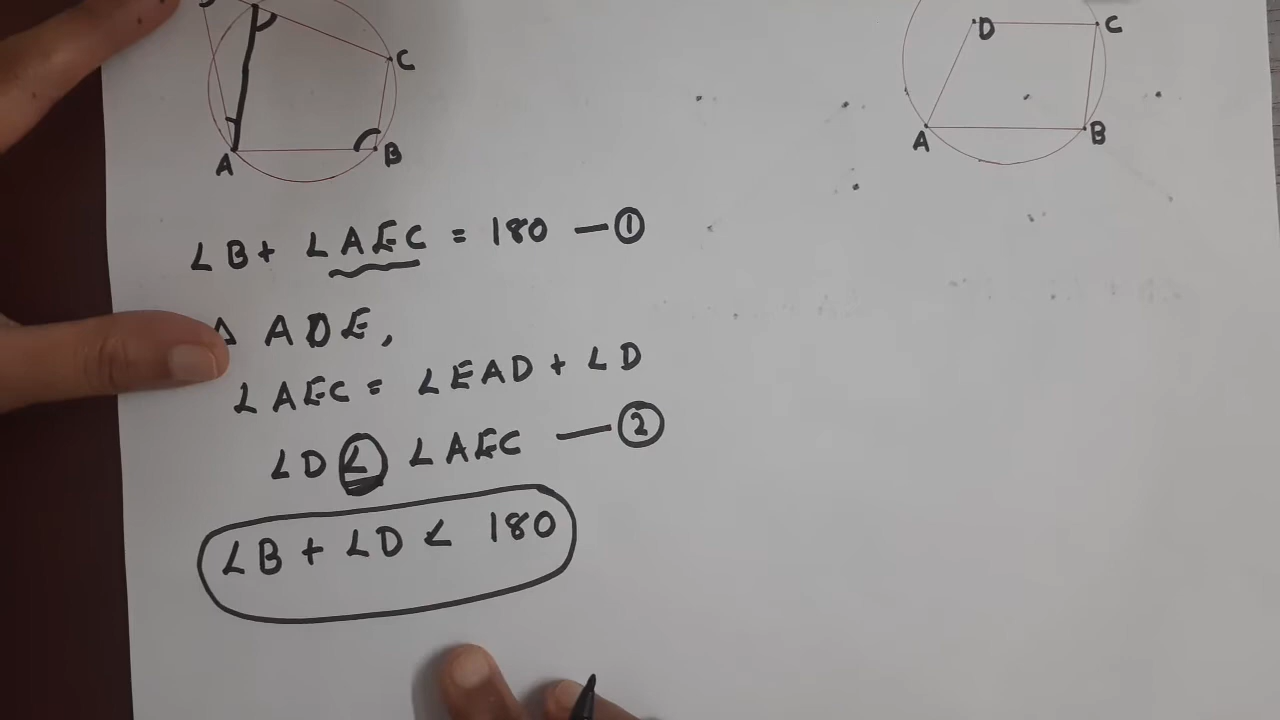 C
A
B
D
C
A
B
∠B + ∠AEC = 180 — ①
Δ ADE,
∠AEC = ∠EAD + ∠D
∠D < ∠AEC — ②
∠B + ∠D < 180